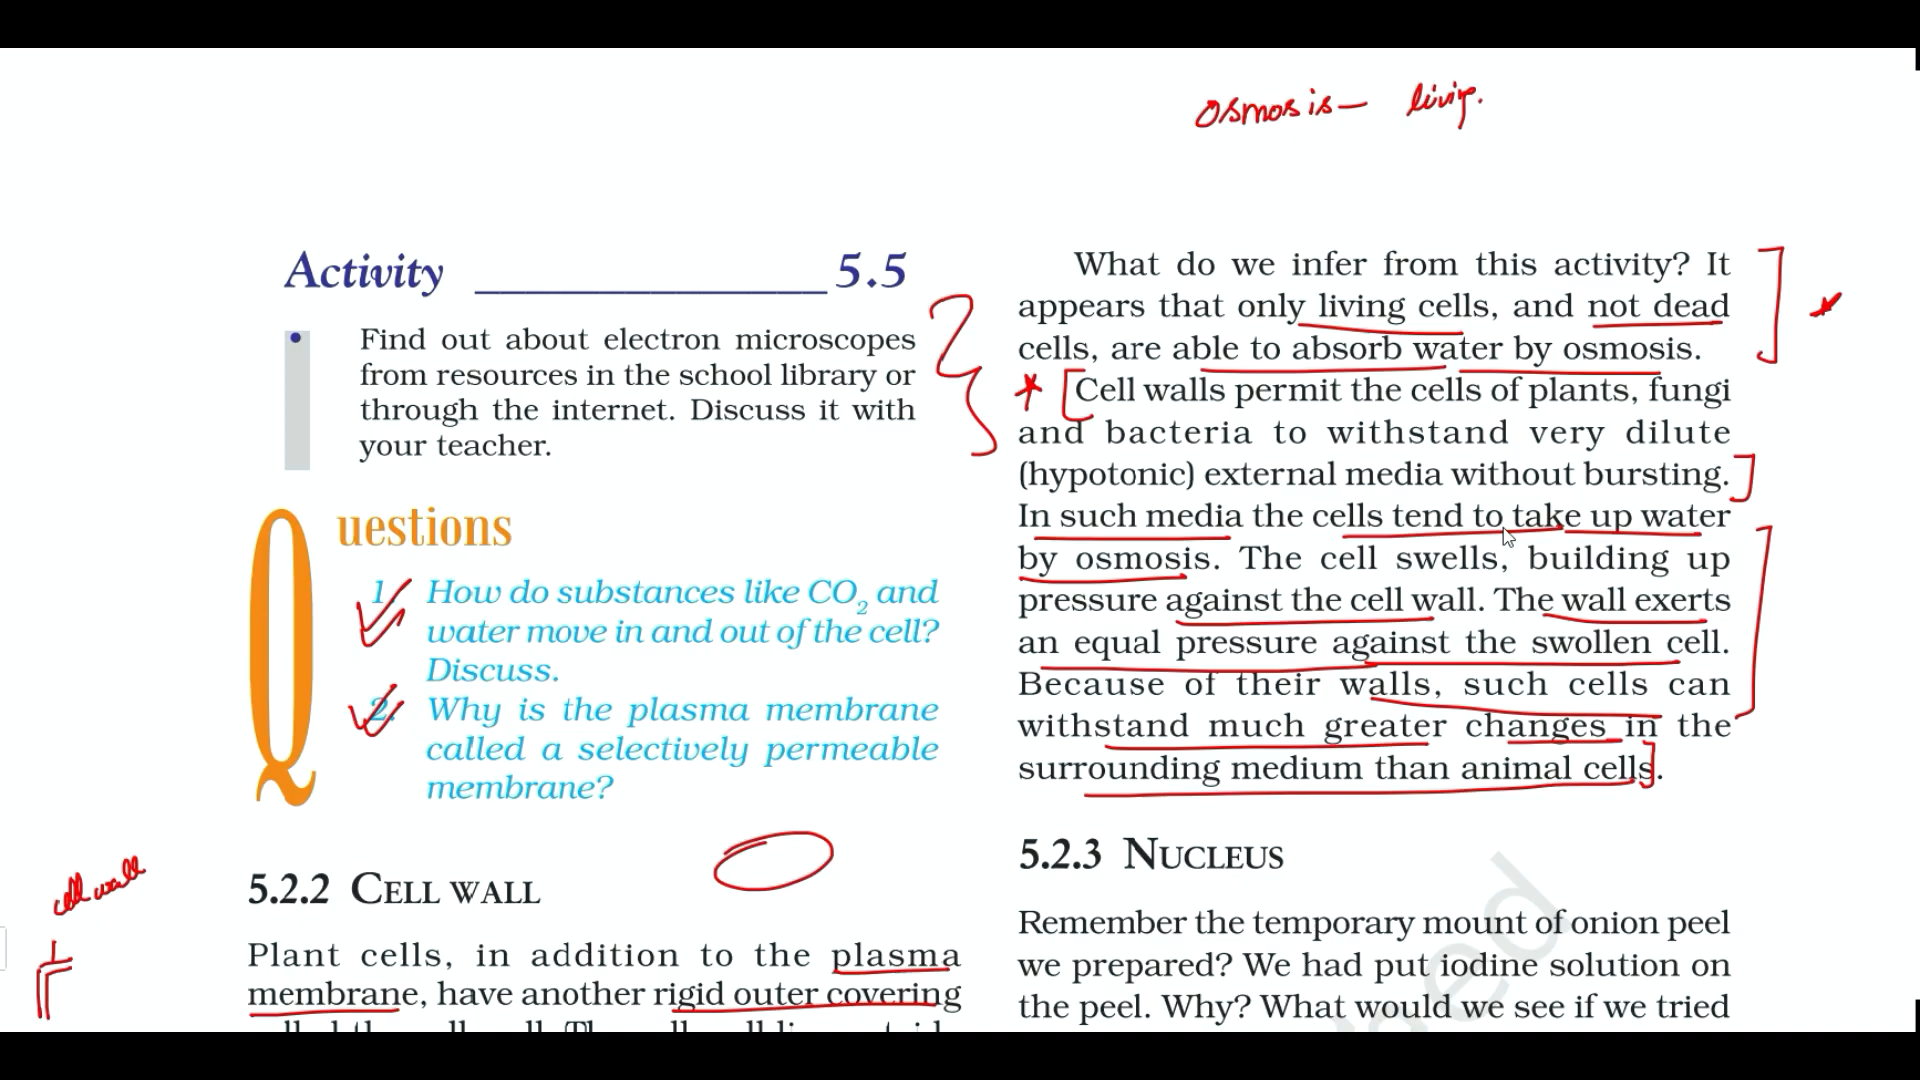 osmosis— living.
Activity ________________ 5.5
• Find out about electron microscopes
from resources in the school library or
through the internet. Discuss it with
your teacher.
Questions
1. How do substances like CO₂ and
water move in and out of the cell?
Discuss.
2. Why is the plasma membrane
called a selectively permeable
membrane?
cell wall
5.2.2 CELL WALL
Plant cells, in addition to the plasma
membrane, have another rigid outer covering
What do we infer from this activity? It
appears that only living cells, and not dead
cells, are able to absorb water by osmosis.
Cell walls permit the cells of plants, fungi
and bacteria to withstand very dilute
(hypotonic) external media without bursting.
In such media the cells tend to take up water
by osmosis. The cell swells, building up
pressure against the cell wall. The wall exerts
an equal pressure against the swollen cell.
Because of their walls, such cells can
withstand much greater changes in the
surrounding medium than animal cells.
5.2.3 NUCLEUS
Remember the temporary mount of onion peel
we prepared? We had put iodine solution on
the peel. Why? What would we see if we tried